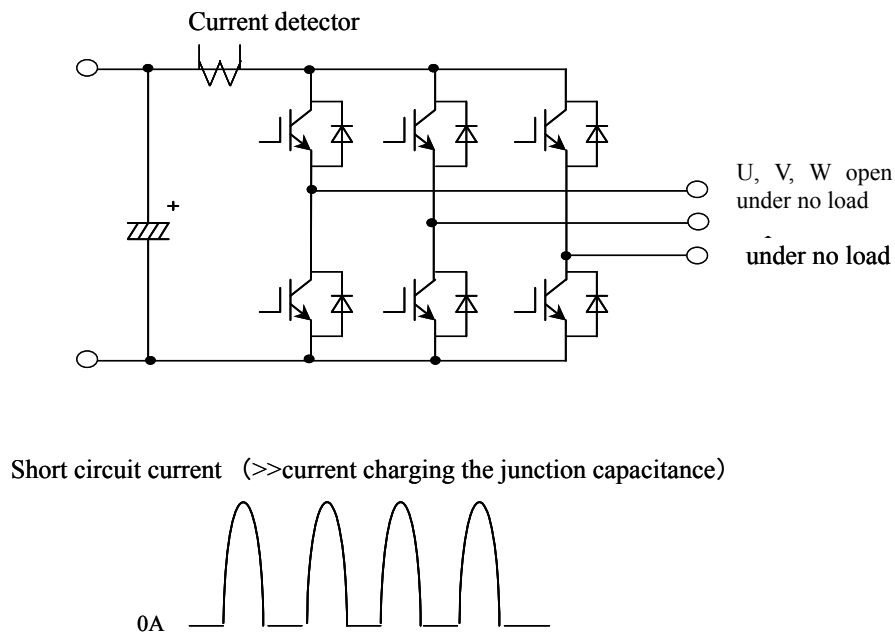 Current detector
+
U, V, W open
under no load
under no load
Short circuit current （>>current charging the junction capacitance）
0A